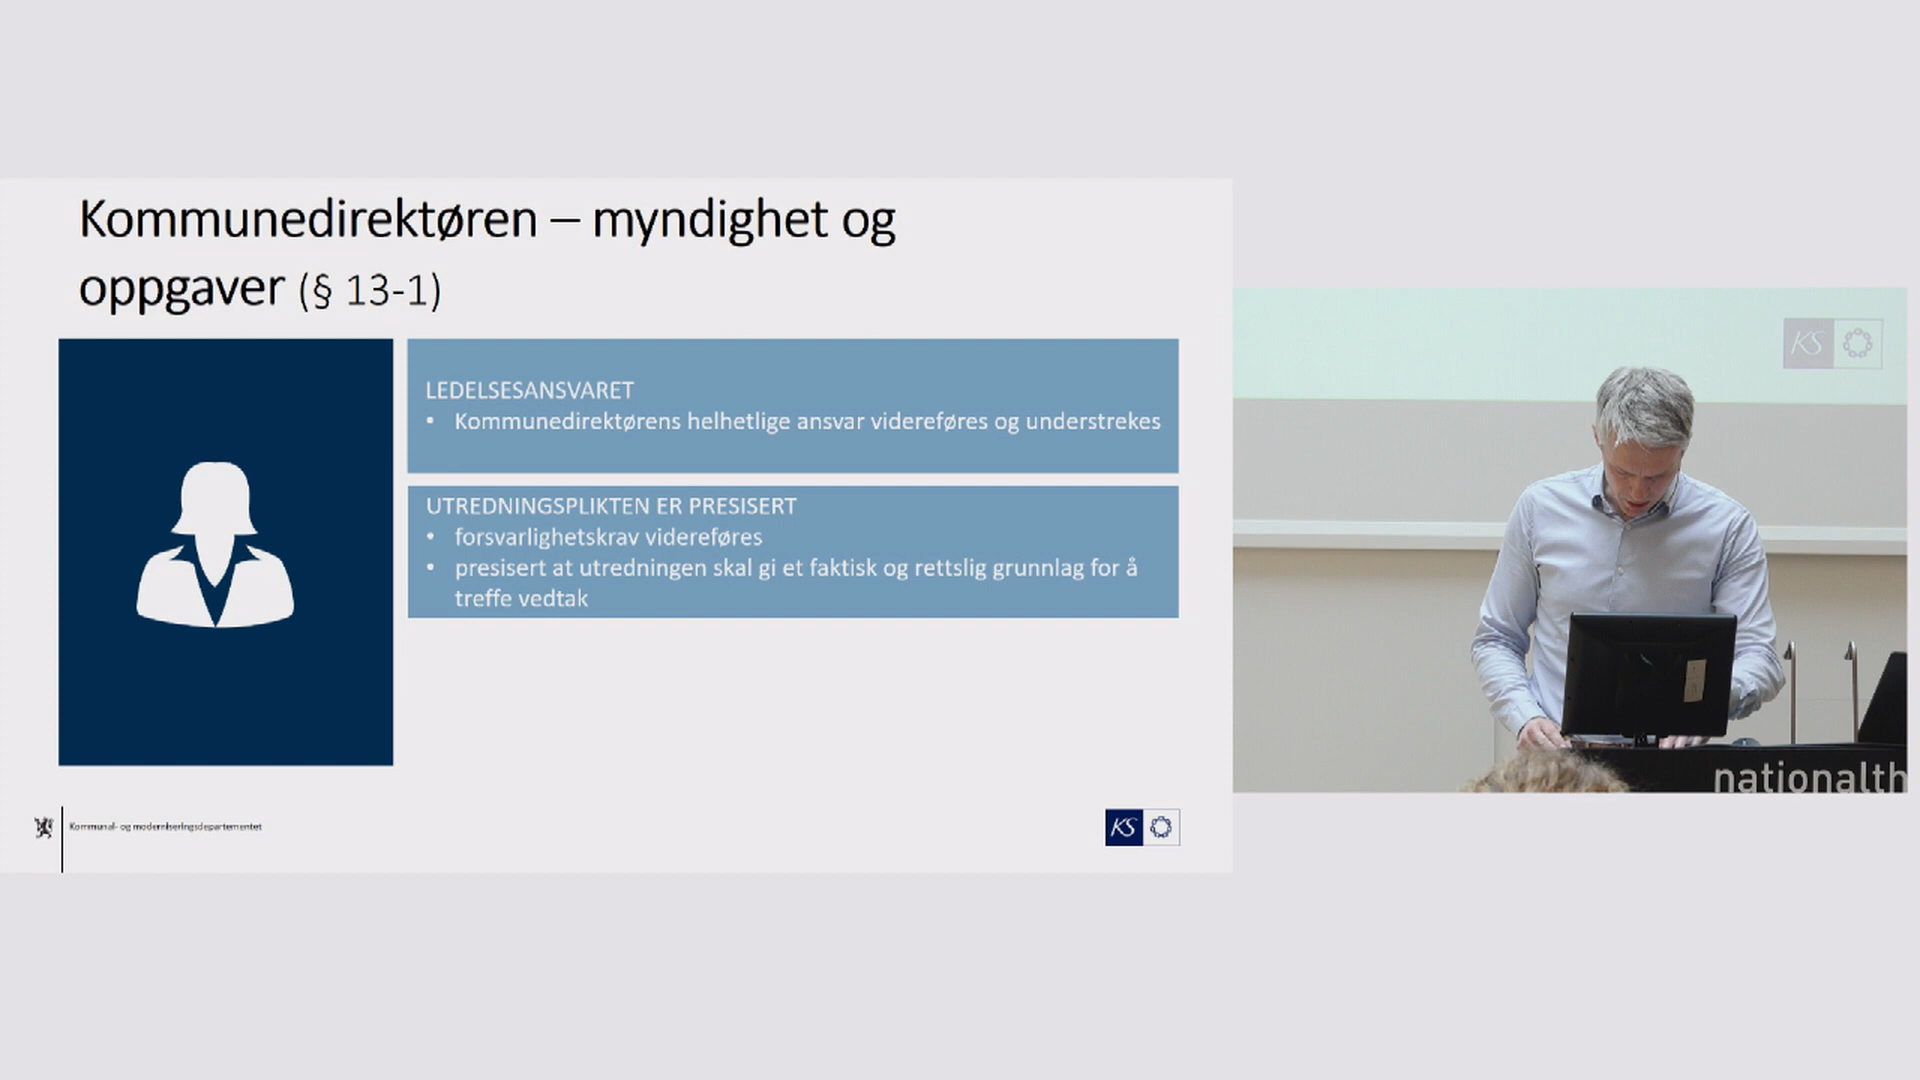 Kommunedirektøren – myndighet og
oppgaver (§ 13-1)
LEDELSESANSVARET
• Kommunedirektørens helhetlige ansvar videreføres og understrekes
UTREDNINGSPLIKTEN ER PRESISERT
• forsvarlighetskrav videreføres
• presisert at utredningen skal gi et faktisk og rettslig grunnlag for å
treffe vedtak
Kommunal- og moderniseringsdepartementet
KS
KS
nationalth